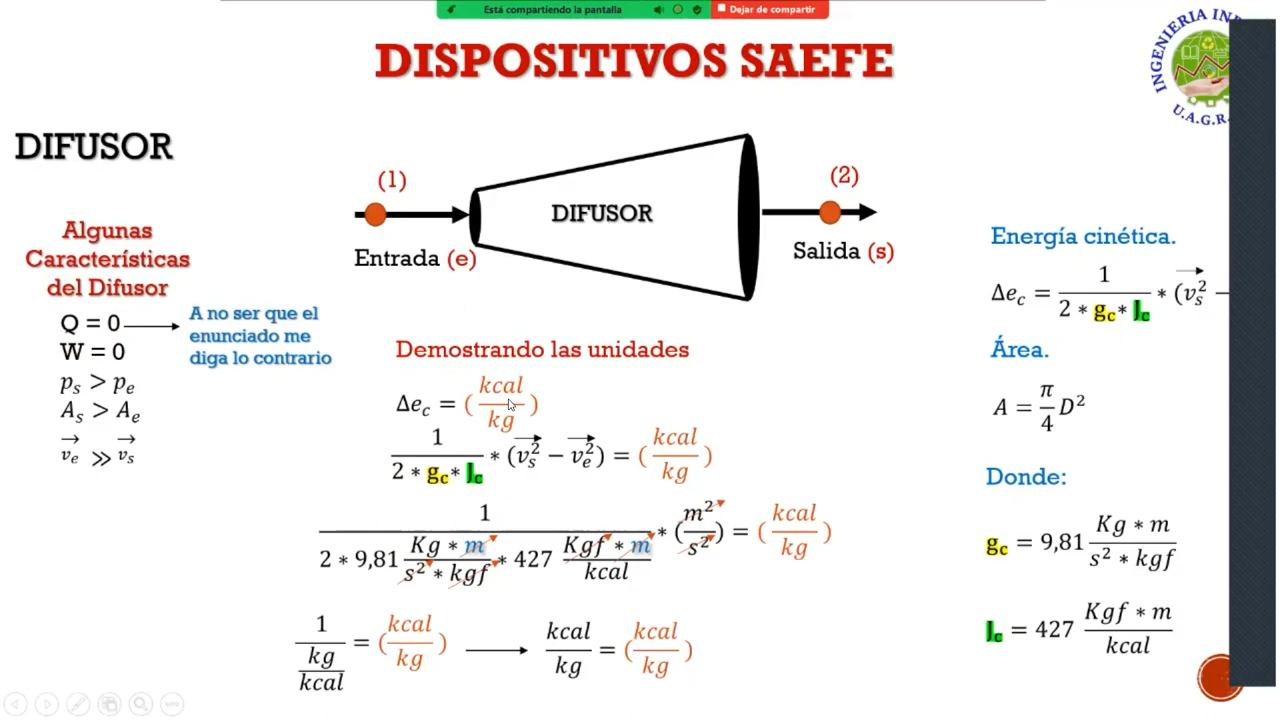 Está compartiendo la pantalla
Dejar de compartir
DISPOSITIVOS SAEFE
INGENIERIA IN
U.A.G.R.
DIFUSOR
(1)
(2)
DIFUSOR
Entrada (e)
Salida (s)
Algunas
Características
del Difusor
Q = 0
W = 0
p_s > p_e
A_s > A_e
v_e ≫ v_s
A no ser que el
enunciado me
diga lo contrario
Demostrando las unidades
Δe_c = (kcal/kg)
1/(2 * g_c * J_c) * (v_s^2 − v_e^2) = (kcal/kg)
1/(2 * 9,81 (Kg * m)/(s^2 * kgf) * 427 (Kgf * m)/kcal) * (m^2/s^2) = (kcal/kg)
1/(kg/kcal) = (kcal/kg) → kcal/kg = (kcal/kg)
Energía cinética.
Δe_c = 1/(2 * g_c * J_c) * (v_s^2 −
Área.
A = π/4 D^2
Donde:
g_c = 9,81 (Kg * m)/(s^2 * kgf)
J_c = 427 (Kgf * m)/kcal